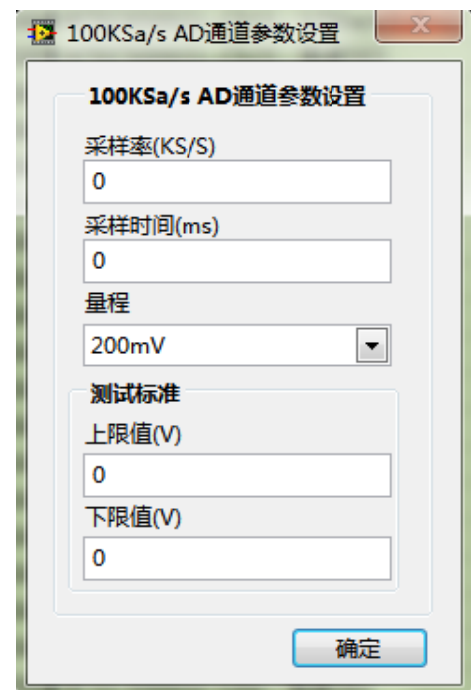 100KSa/s AD通道参数设置
100KSa/s AD通道参数设置
采样率(KS/S)
0
采样时间(ms)
0
量程
200mV
测试标准
上限值(V)
0
下限值(V)
0
确定